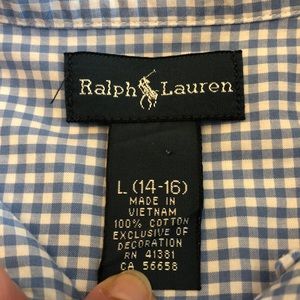 Ralph Lauren
L (14-16)
MADE IN
VIETNAM
100% COTTON
EXCLUSIVE OF
DECORATION
RN 41381
CA 56658